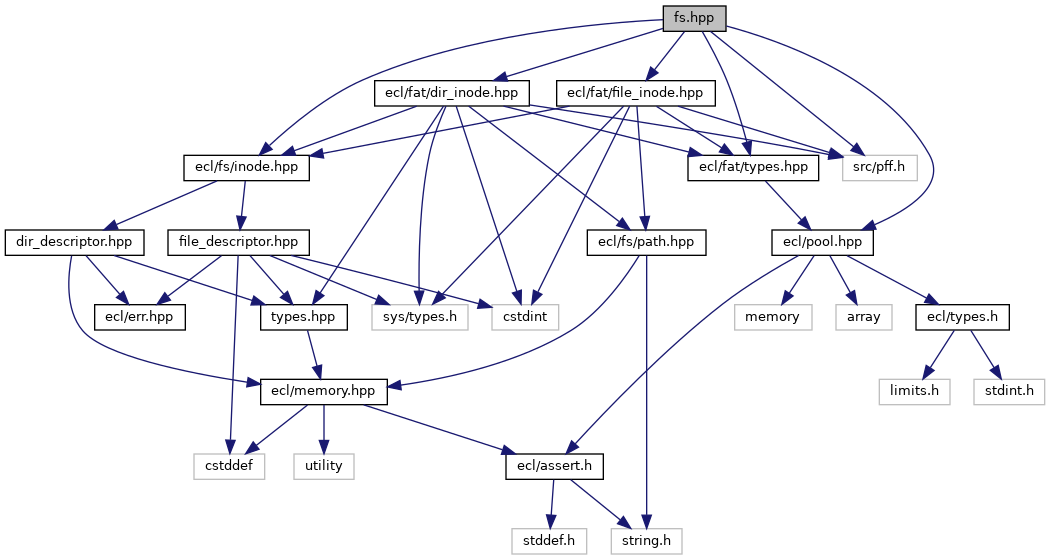 fs.hpp
ecl/fat/dir_inode.hpp
ecl/fat/file_inode.hpp
ecl/fs/inode.hpp
ecl/fat/types.hpp
src/pff.h
dir_descriptor.hpp
file_descriptor.hpp
ecl/fs/path.hpp
ecl/pool.hpp
ecl/err.hpp
types.hpp
sys/types.h
cstdint
memory
array
ecl/types.h
ecl/memory.hpp
limits.h
stdint.h
cstddef
utility
ecl/assert.h
stddef.h
string.h